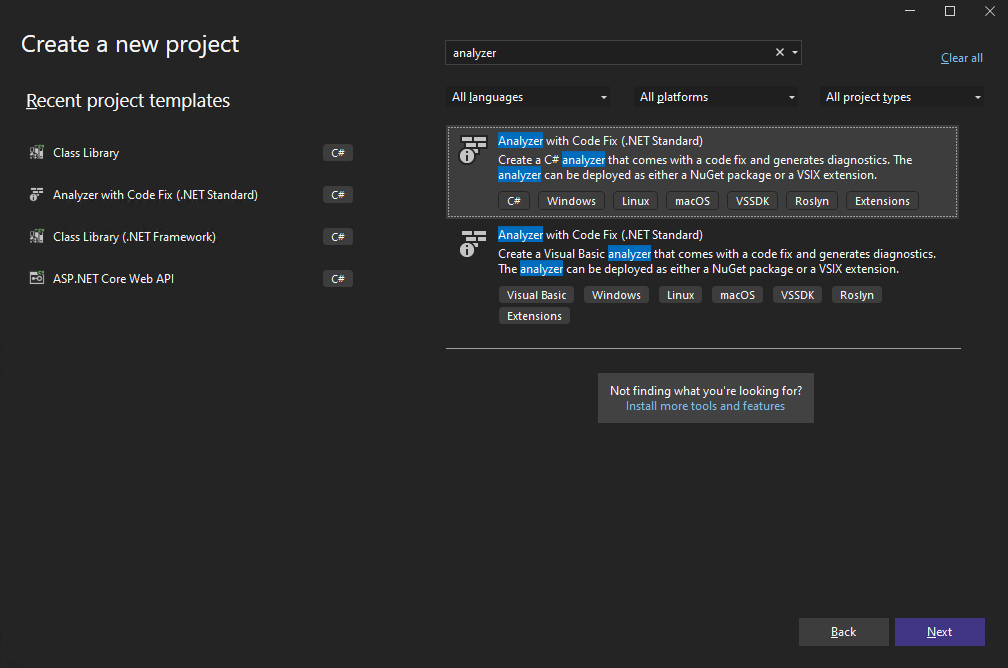 Create a new project
analyzer
Clear all
Recent project templates
All languages
All platforms
All project types
Class Library
C#
Analyzer with Code Fix (.NET Standard)
C#
Class Library (.NET Framework)
C#
ASP.NET Core Web API
C#
Analyzer with Code Fix (.NET Standard)
Create a C# analyzer that comes with a code fix and generates diagnostics. The
analyzer can be deployed as either a NuGet package or a VSIX extension.
C# Windows Linux macOS VSSDK Roslyn Extensions
Analyzer with Code Fix (.NET Standard)
Create a Visual Basic analyzer that comes with a code fix and generates diagnostics.
The analyzer can be deployed as either a NuGet package or a VSIX extension.
Visual Basic Windows Linux macOS VSSDK Roslyn
Extensions
Not finding what you're looking for?
Install more tools and features
Back
Next